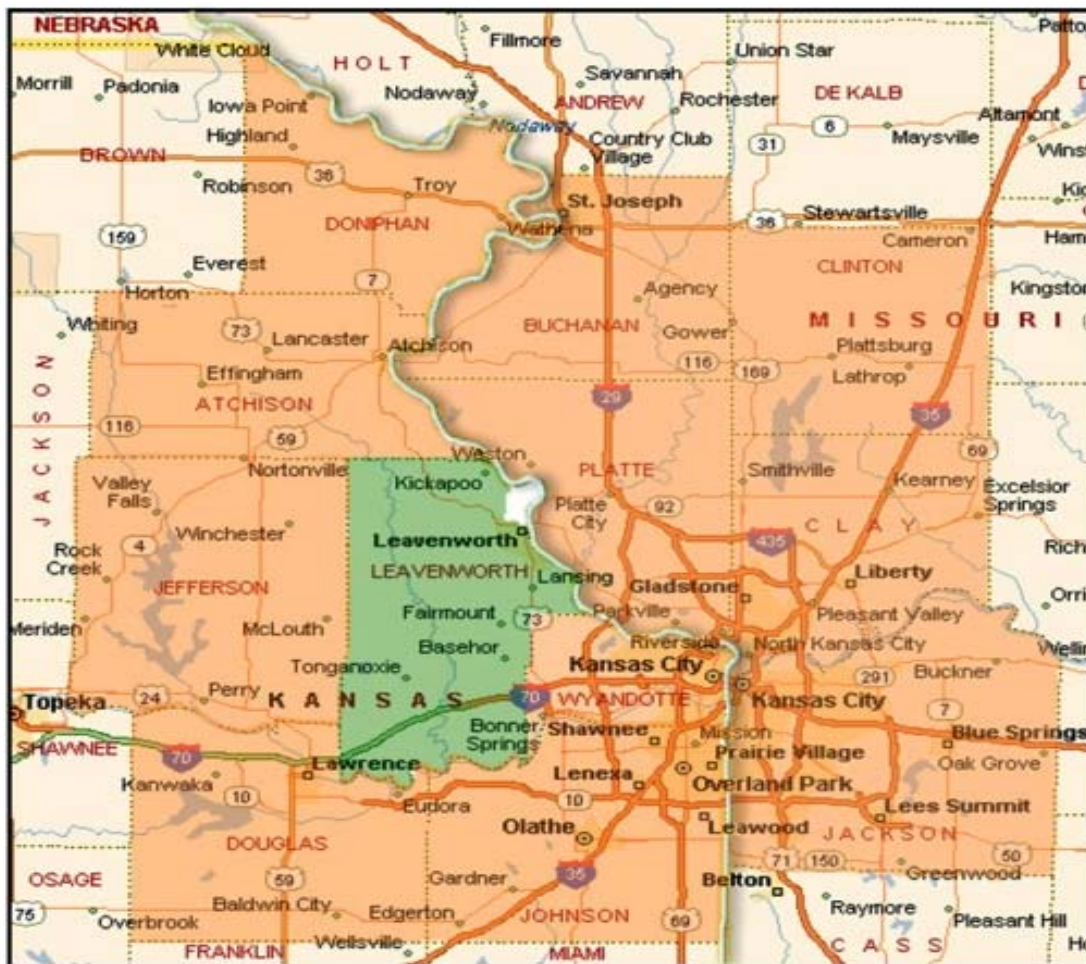 NEBRASKA
White Cloud
Fillmore
Union Star
HOLT
Morrill
Padonia
Savannah
Iowa Point
Nodaway
ANDREW
Rochester
DE KALB
Altamont
Highland
Nodaway
Country Club
Village
6
Maysville
31
BROWN
36
Robinson
Troy
St. Joseph
36
Stewartsville
DONIPHAN
Wathena
Cameron
159
Everest
7
CLINTON
Horton
Agency
Kingston
Whiting
73
BUCHANAN
Gower
MISSOURI
Lancaster
Atchison
116
169
Plattsburg
Effingham
Lathrop
ATCHISON
29
35
116
59
JACKSON
Nortonville
Weston
PLATTE
69
Valley
Falls
Kickapoo
Smithville
Kearney
Excelsior
Springs
Winchester
Platte
City
92
4
Leavenworth
435
CLAY
Rock
Creek
LEAVENWORTH
Lansing
Liberty
JEFFERSON
Gladstone
Fairmount
73
Parkville
Pleasant Valley
Meriden
McLouth
Basehor
Riverside
North Kansas City
Tonganoxie
Kansas City
291
Buckner
24
Perry
KANSAS
70
WYANDOTTE
Kansas City
Topeka
7
Bonner
Springs
Shawnee
Mission
Blue Springs
SHAWNEE
70
Prairie Village
Oak Grove
Kanwaka
Lawrence
Lenexa
Overland Park
10
Eudora
10
Lees Summit
Olathe
Leawood
JACKSON
DOUGLAS
71
150
50
OSAGE
59
Gardner
35
Belton
Greenwood
75
Overbrook
Baldwin City
Edgerton
JOHNSON
69
Raymore
Pleasant Hill
Wellsville
FRANKLIN
MIAMI
CASS